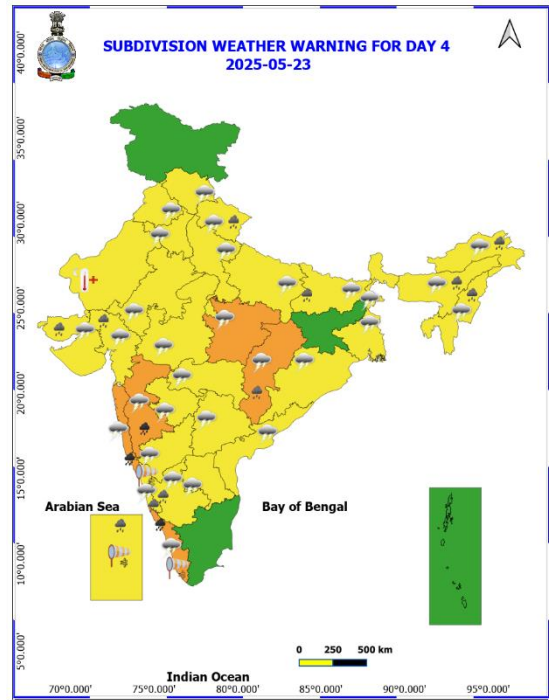 SUBDIVISION WEATHER WARNING FOR DAY 4
2025-05-23
40°0.000'
35°0.000'
30°0.000'
25°0.000'
20°0.000'
15°0.000'
10°0.000'
5°0.000'
Arabian Sea
Bay of Bengal
0 250 500 km
Indian Ocean
70°0.000' 75°0.000' 80°0.000' 85°0.000' 90°0.000' 95°0.000'